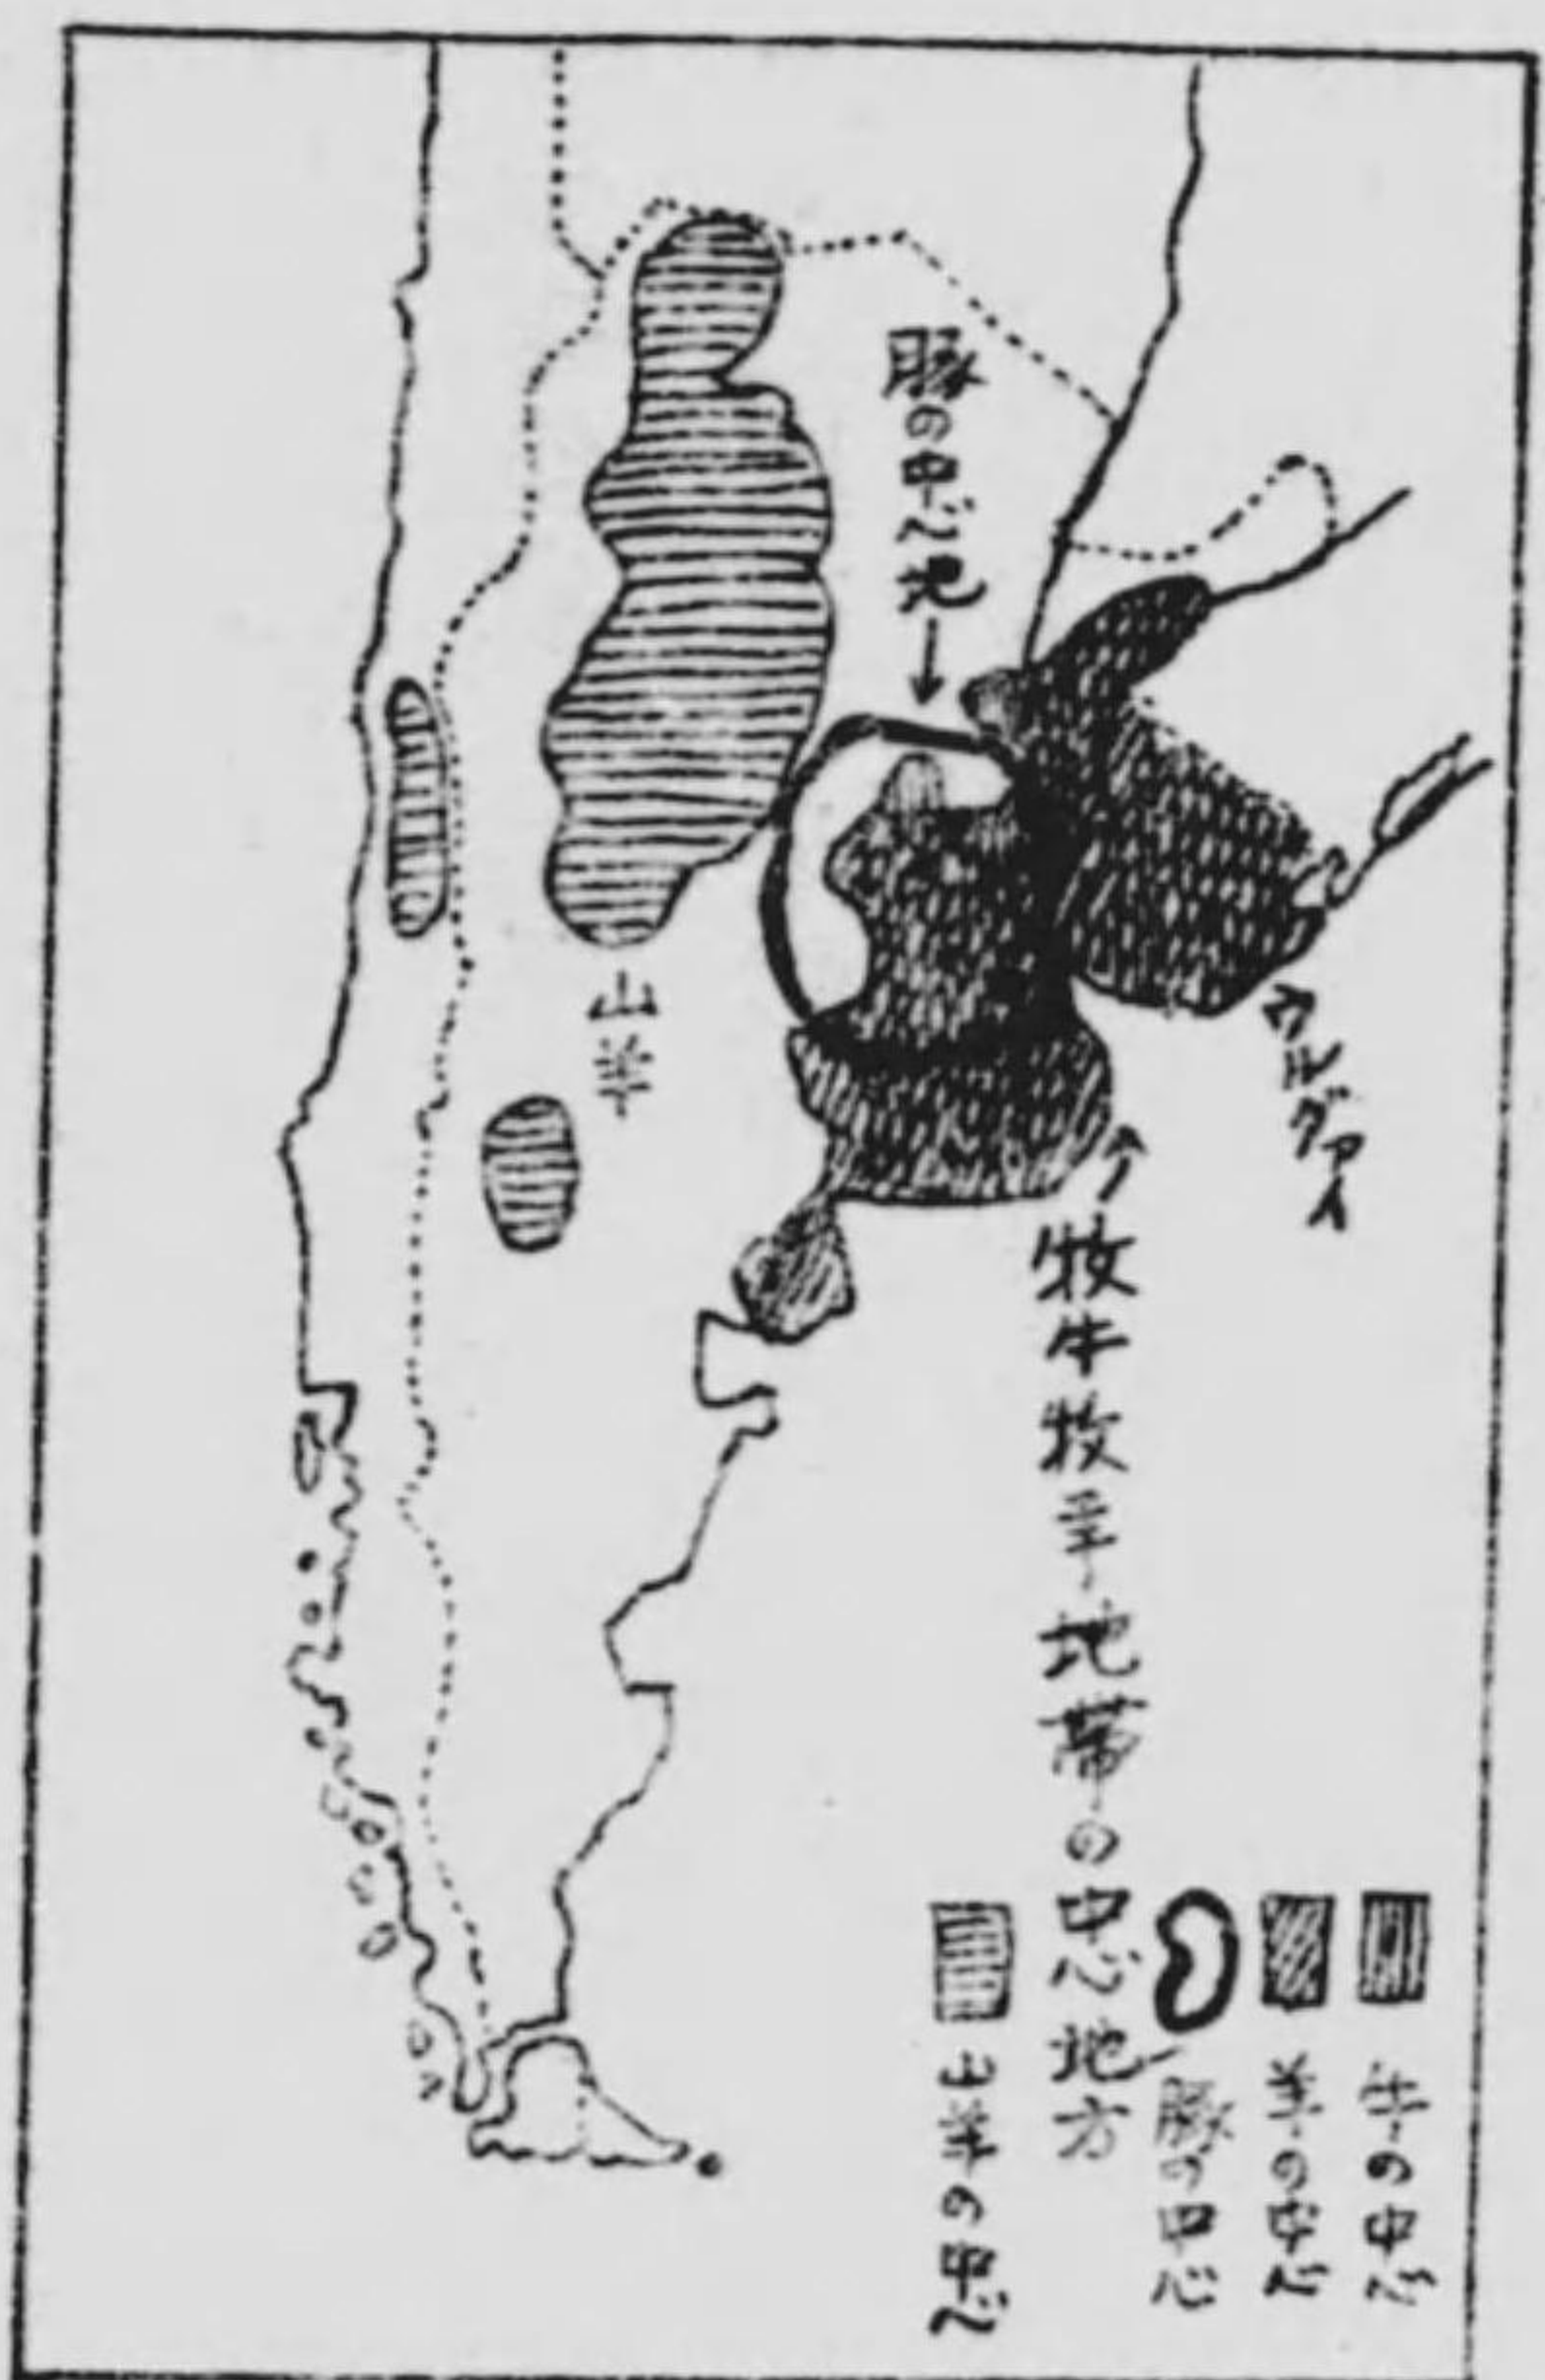 豚の中心地
ウルグアイ
山羊
牧牛牧羊地帯の中心地方
牛の中心
羊の中心
豚の中心
山羊の中心